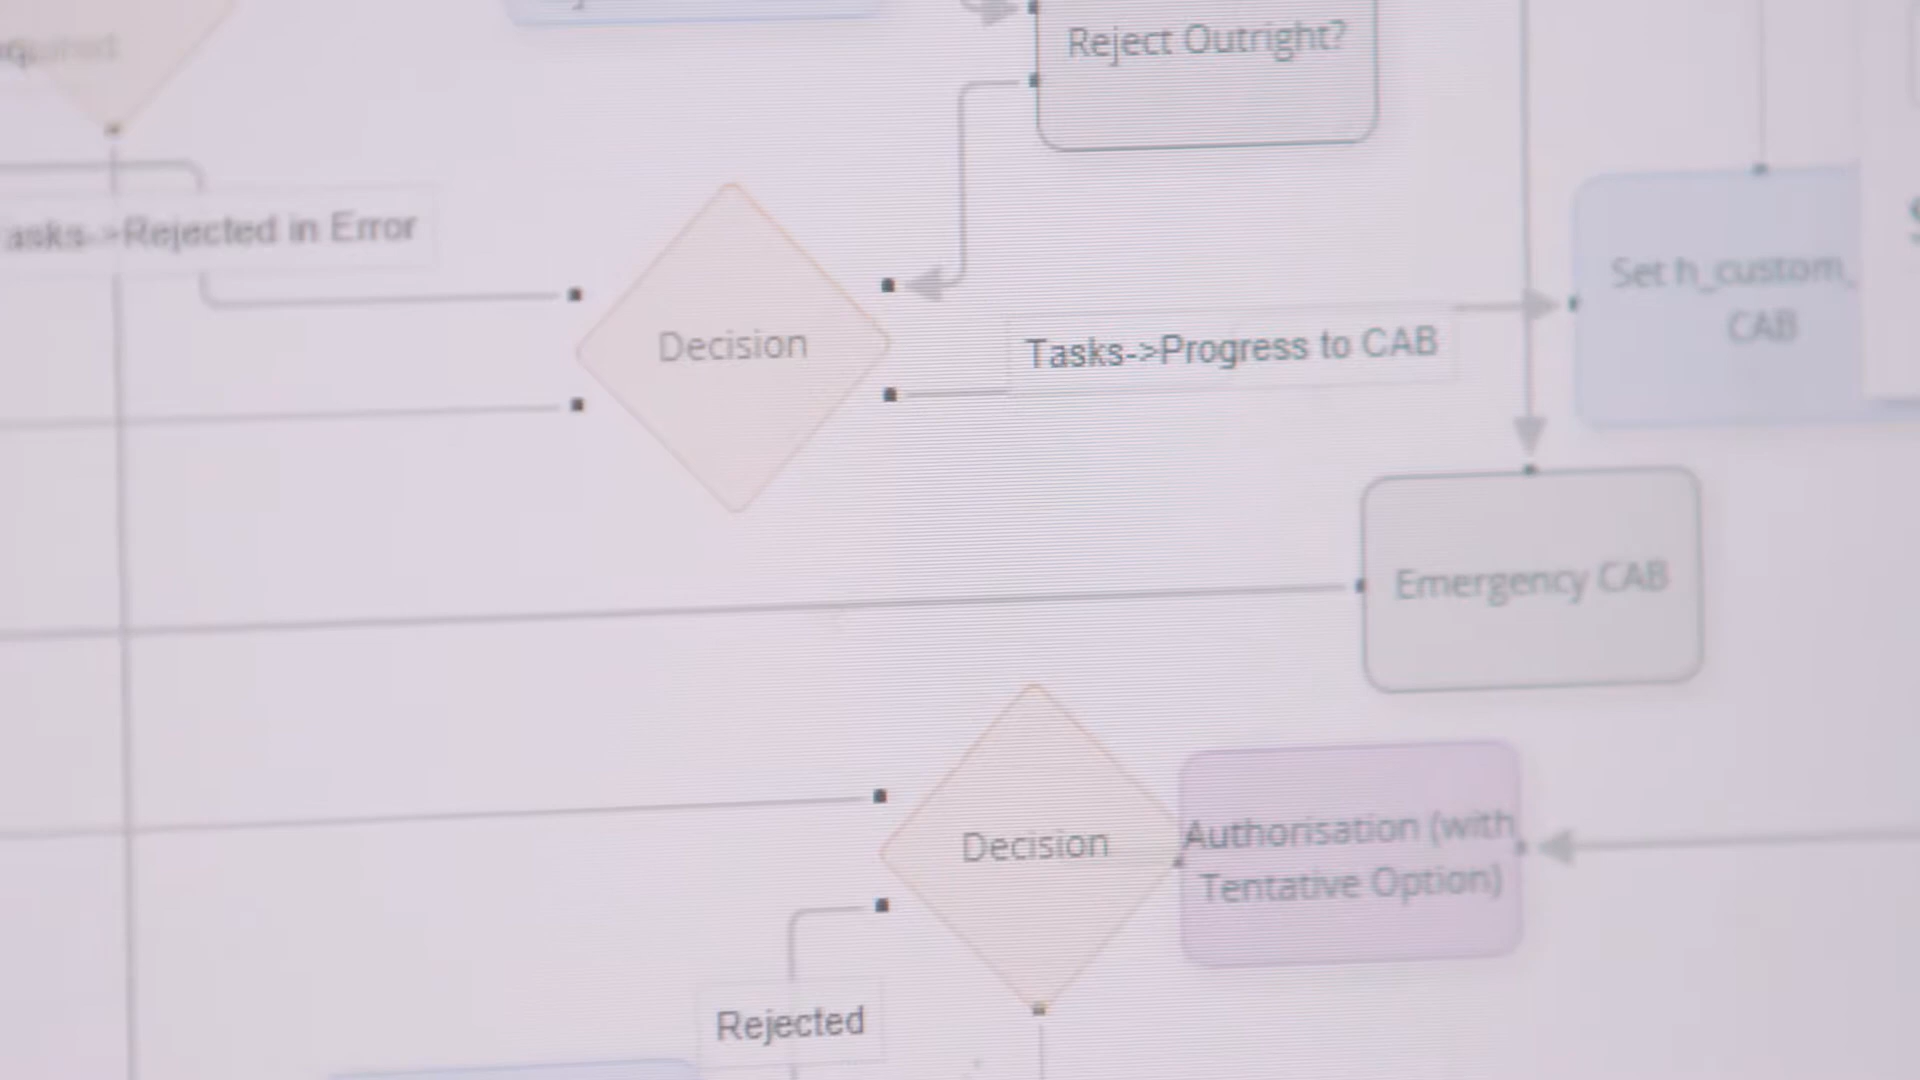 Reject Outright?
asks->Rejected in Error
Decision
Tasks->Progress to CAB
Set h_custom_
CAB
Emergency CAB
Decision
Authorisation (with
Tentative Option)
Rejected